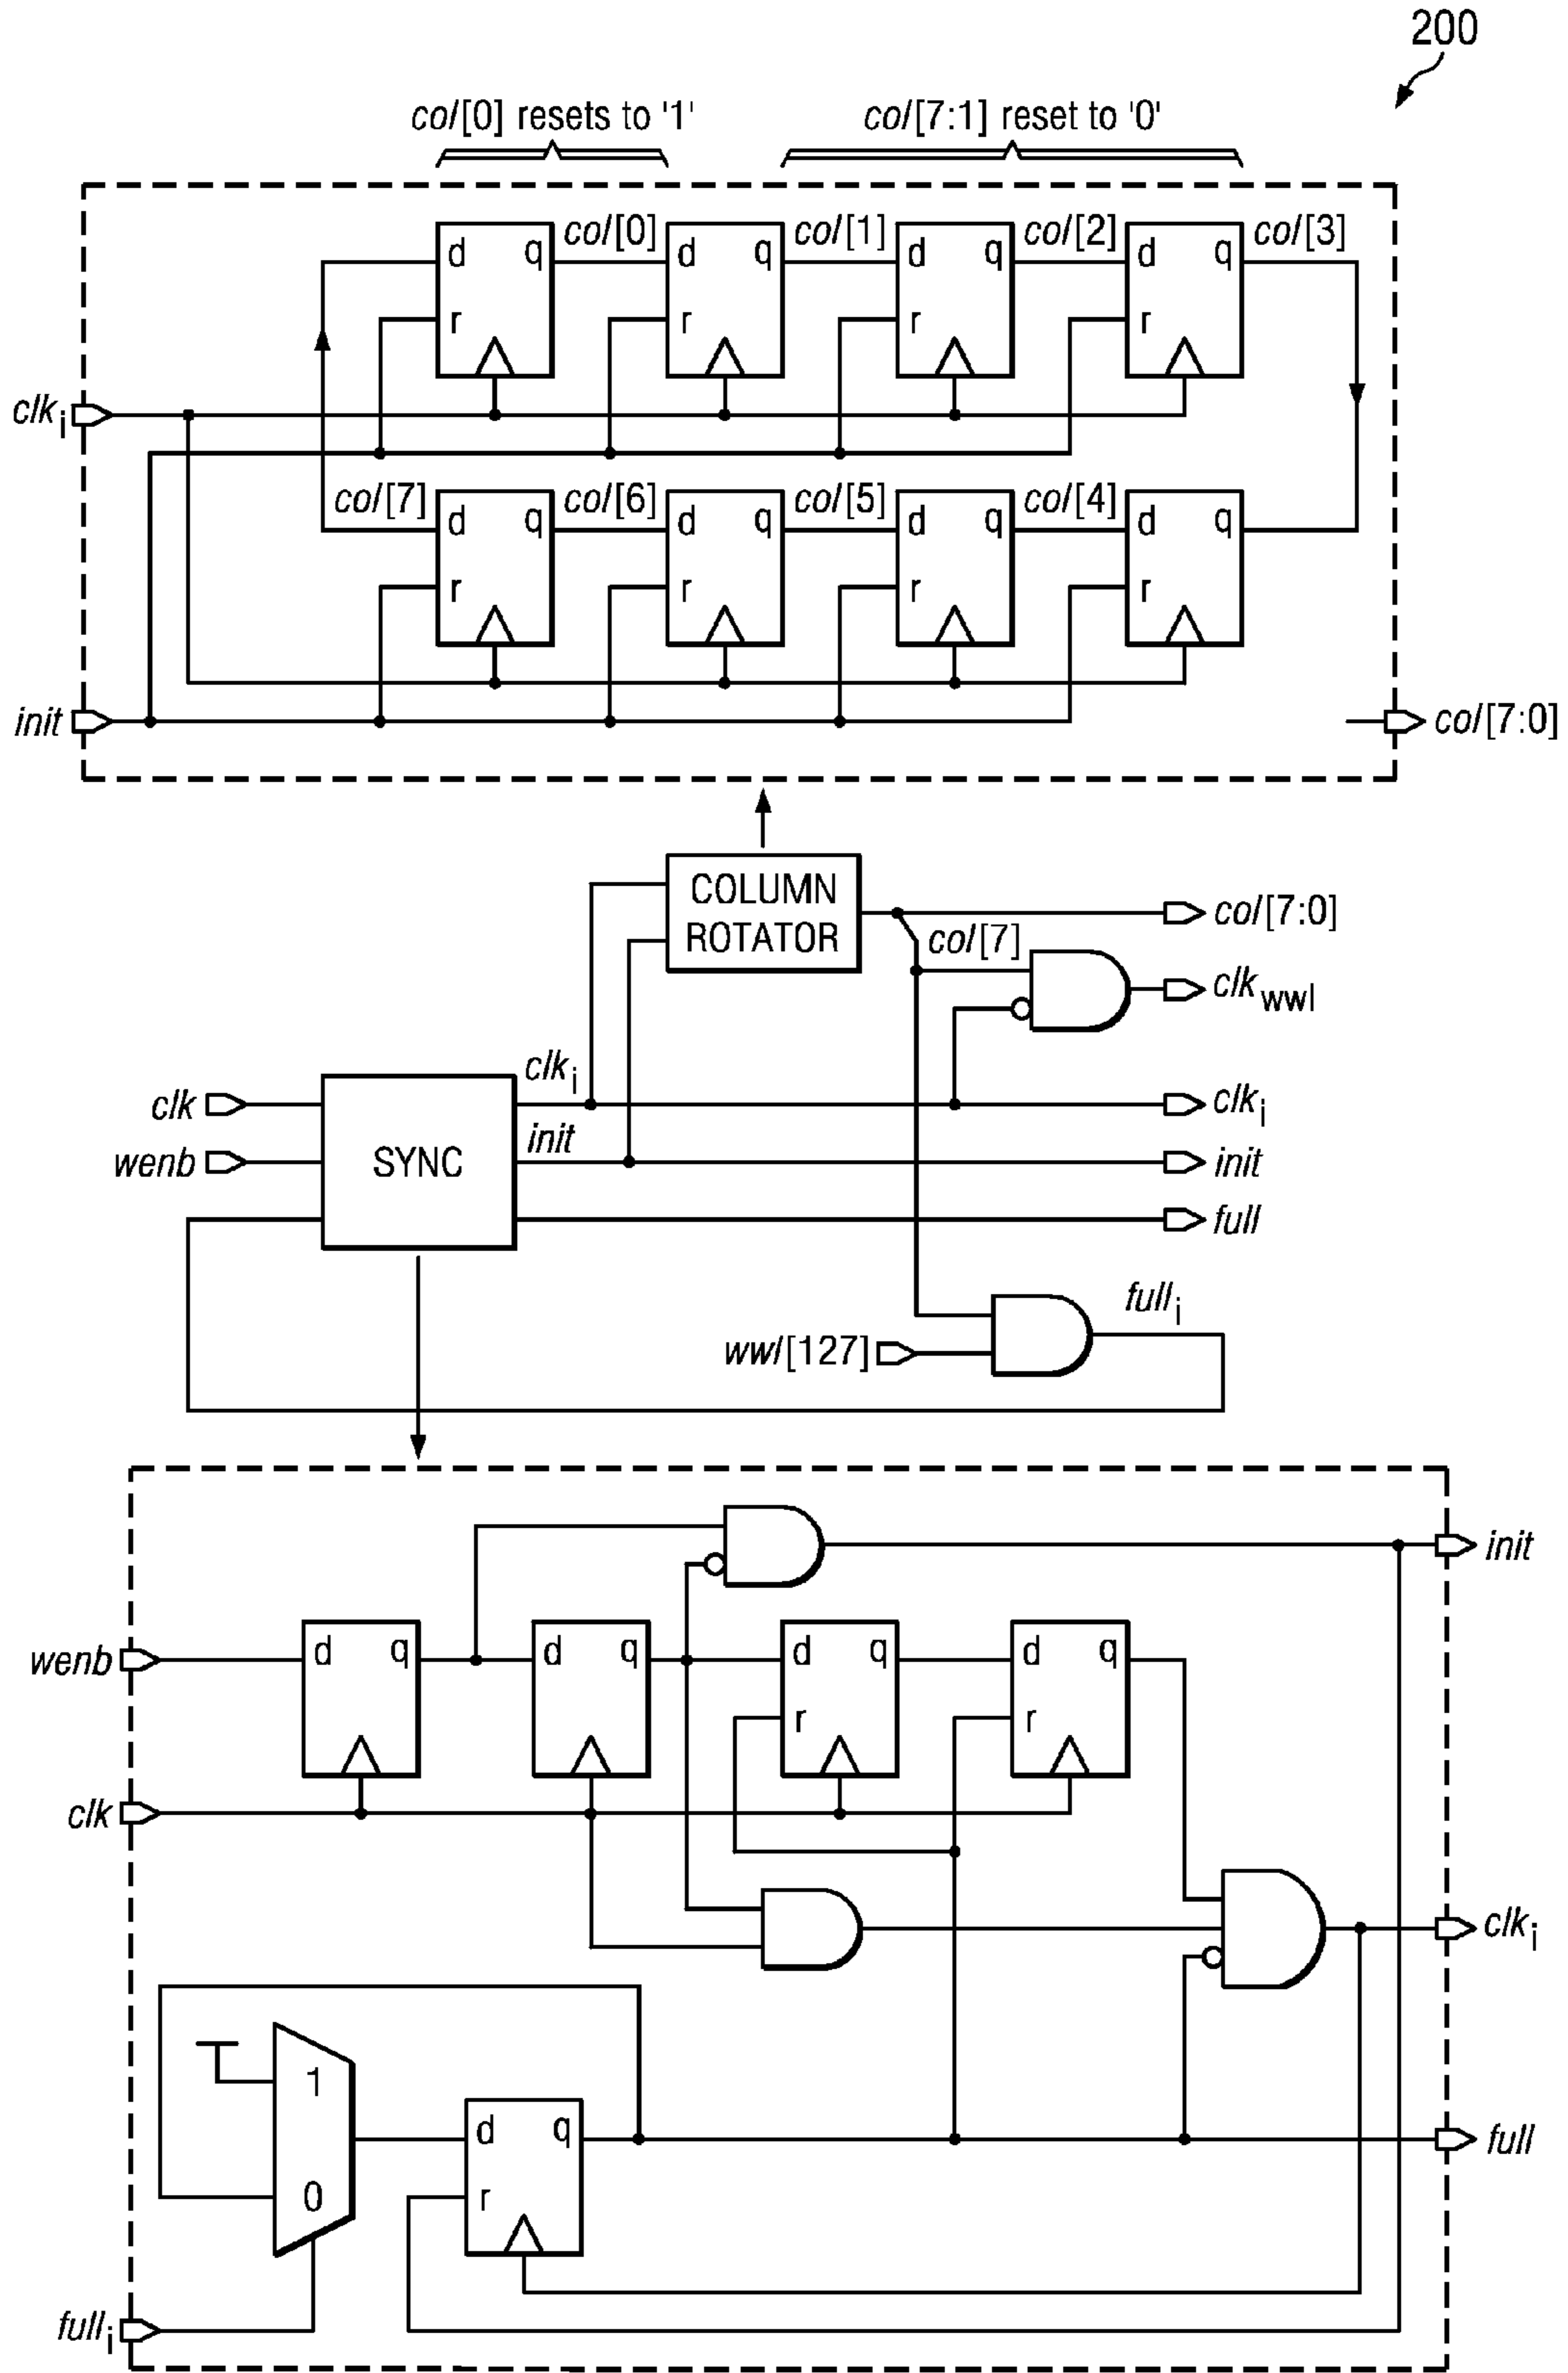 200
col[0] resets to '1' col[7:1] reset to '0'
d q col[0] d q col[1] d q col[2] d q col[3]
r r r r
clki
col[7] d q col[6] d q col[5] d q col[4] d q
r r r r
init col[7:0]
COLUMN
ROTATOR
col[7:0]
col[7]
clkwwl
clki
clk clki
init
wenb SYNC init
full
fulli
wwl[127]
init
wenb d q d q d q d q
r r
clk
clki
1
d q full
0 r
fulli